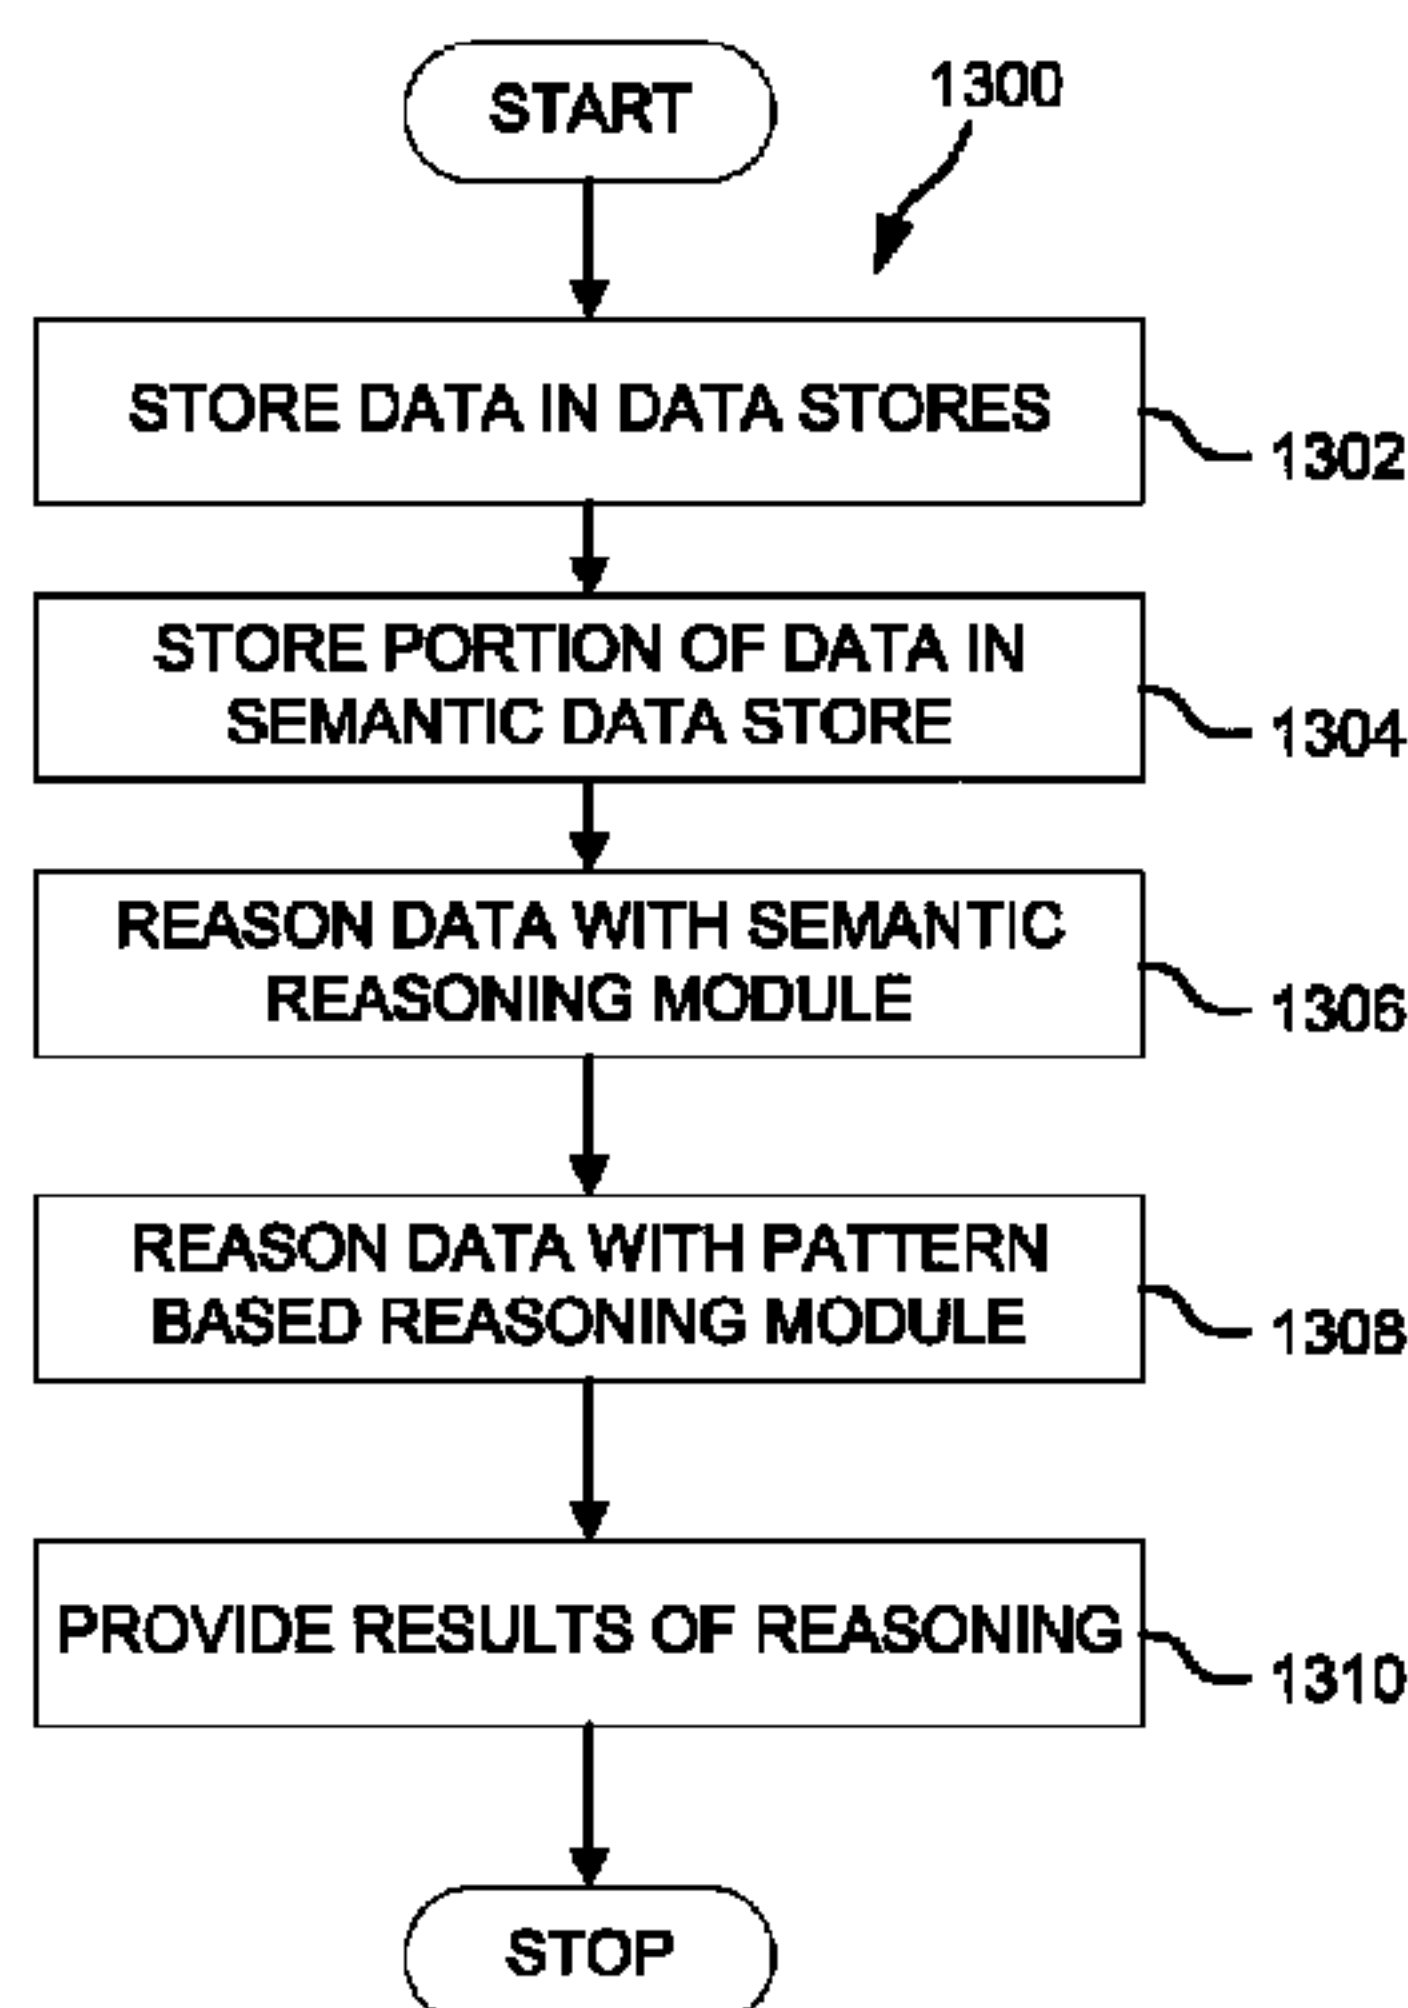 START
1300
STORE DATA IN DATA STORES
1302
STORE PORTION OF DATA IN
SEMANTIC DATA STORE
1304
REASON DATA WITH SEMANTIC
REASONING MODULE
1306
REASON DATA WITH PATTERN
BASED REASONING MODULE
1308
PROVIDE RESULTS OF REASONING
1310
STOP